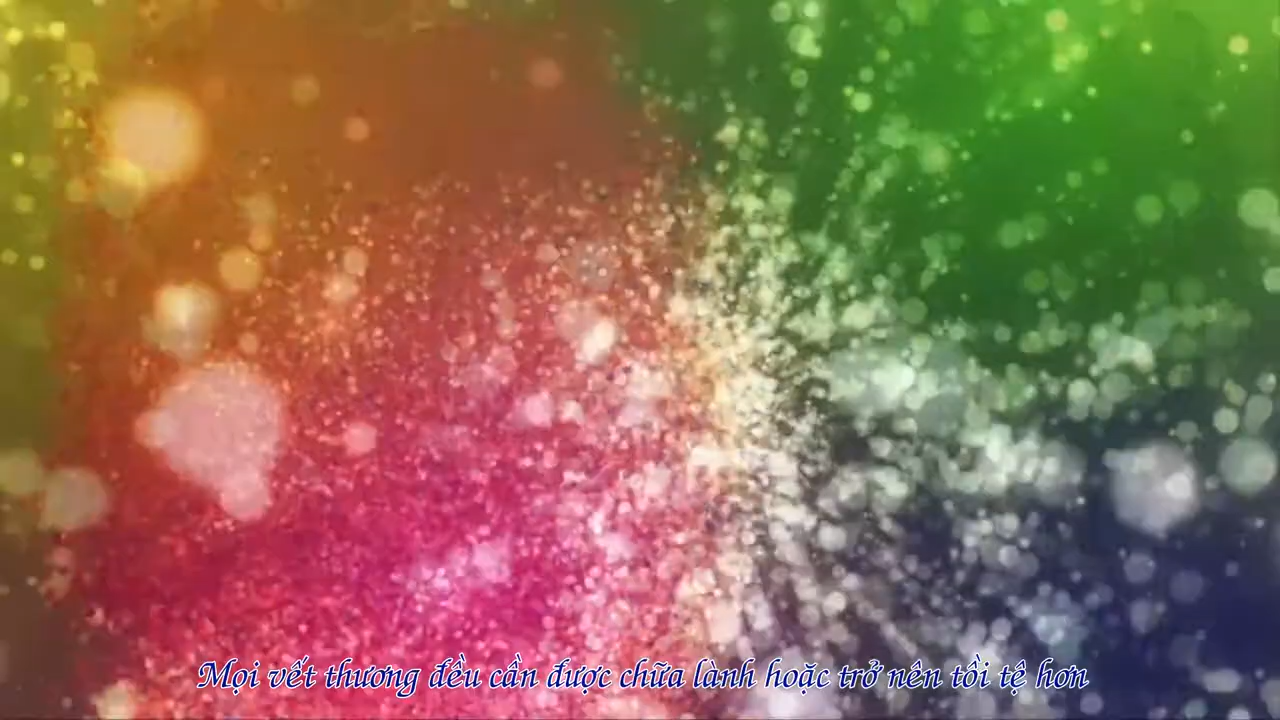 Mọi vết thương đều cần được chữa lành hoặc trở nên tồi tệ hơn